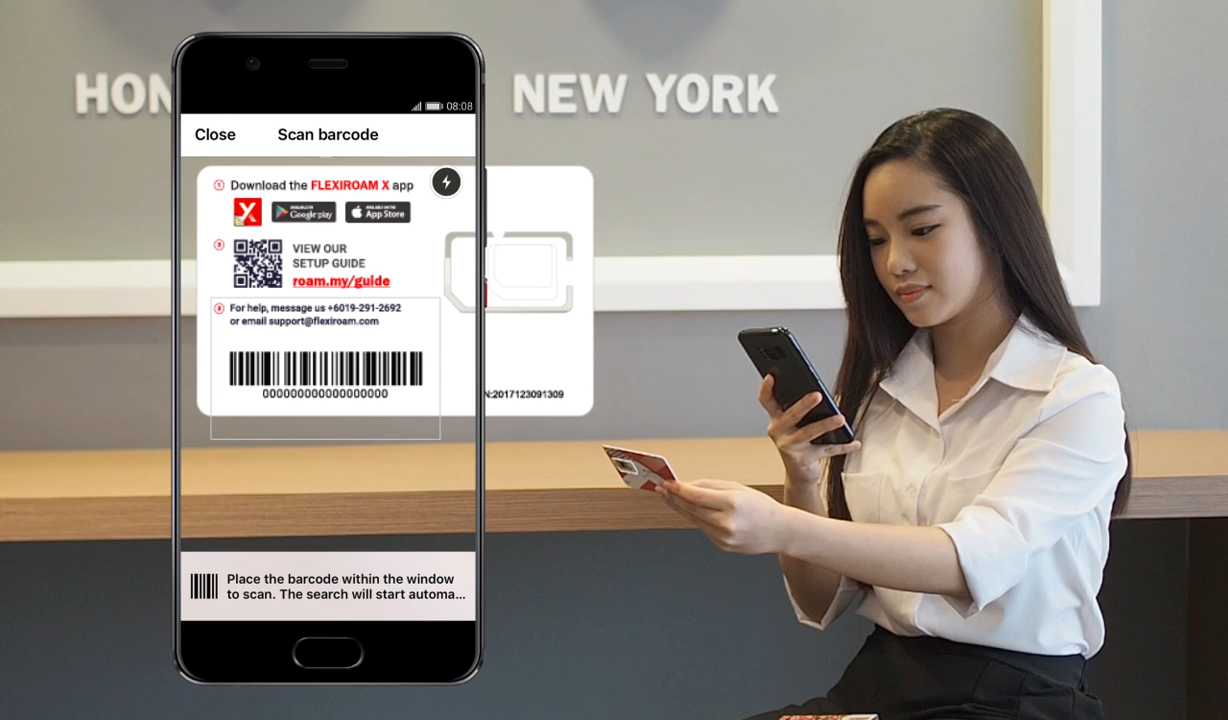 HON
NEW YORK
08:08
Close
Scan barcode
1 Download the FLEXIROAM X app
X
Google play
App Store
2
VIEW OUR
SETUP GUIDE
roam.my/guide
3 For help, message us +6019-291-2692
or email support@flexiroam.com
000000000000000000
N:2017123091309
Place the barcode within the window
to scan. The search will start automa...